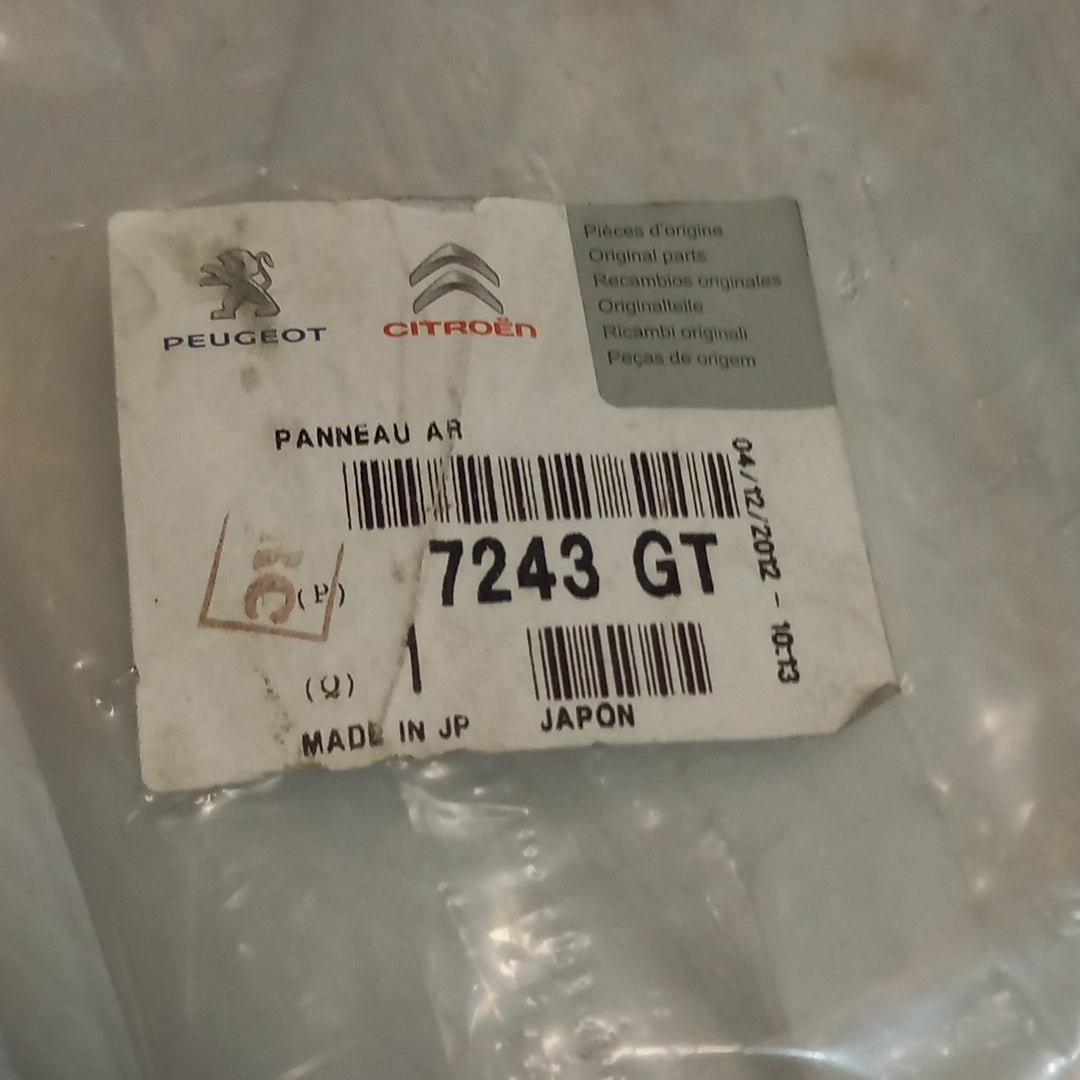 PEUGEOT
CITROËN
Pièces d'origine
Original parts
Recambios originales
Originalteile
Ricambi originali
Peças de origem
PANNEAU AR
04/12/2012 - 10:13
(P) 7243 GT
(Q) 1
MADE IN JP
JAPON